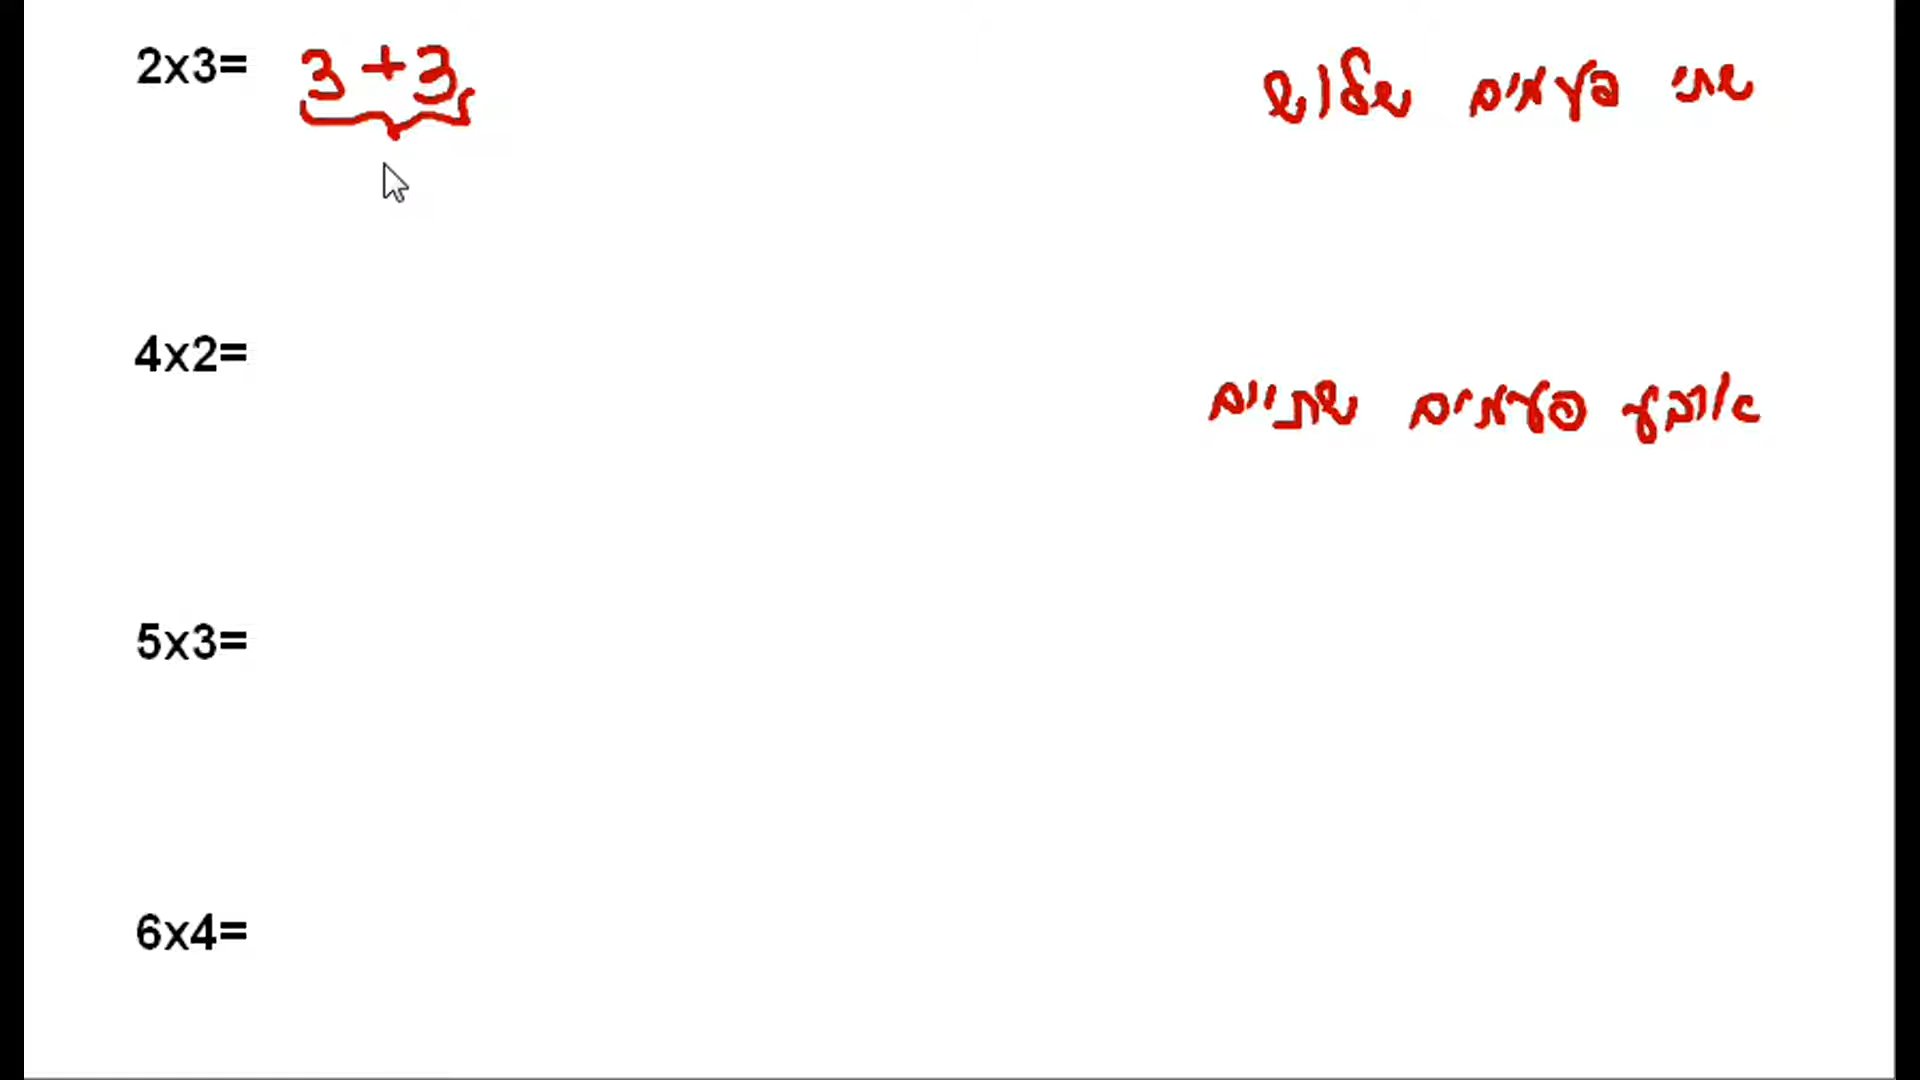 2x3= 3+3 שתי פעמים שלוש
4x2=
ארבע פעמים שתיים
5x3=
6x4=